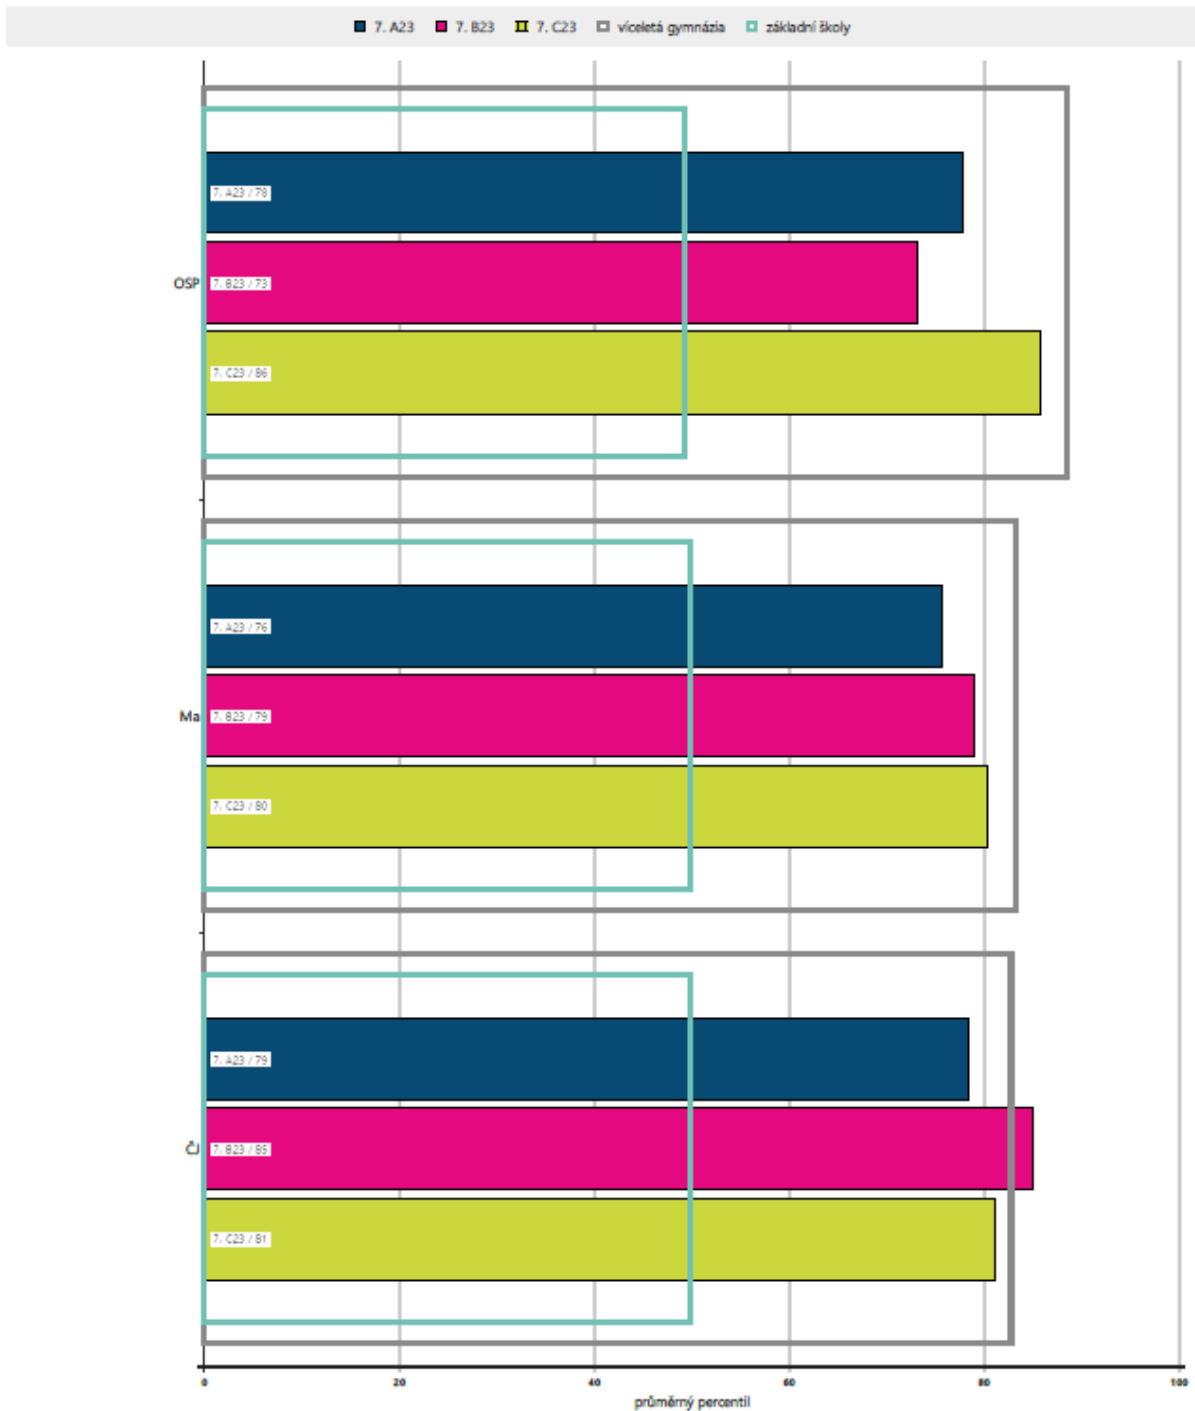 7. A23 7. B23 7. C23 víceletá gymnázia základní školy
7. A23 / 78
OSP
7. B23 / 73
7. C23 / 86
7. A23 / 76
Ma
7. B23 / 79
7. C23 / 80
7. A23 / 79
ČJ
7. B23 / 85
7. C23 / 81
0 20 40 60 80 100
průměrný percentil